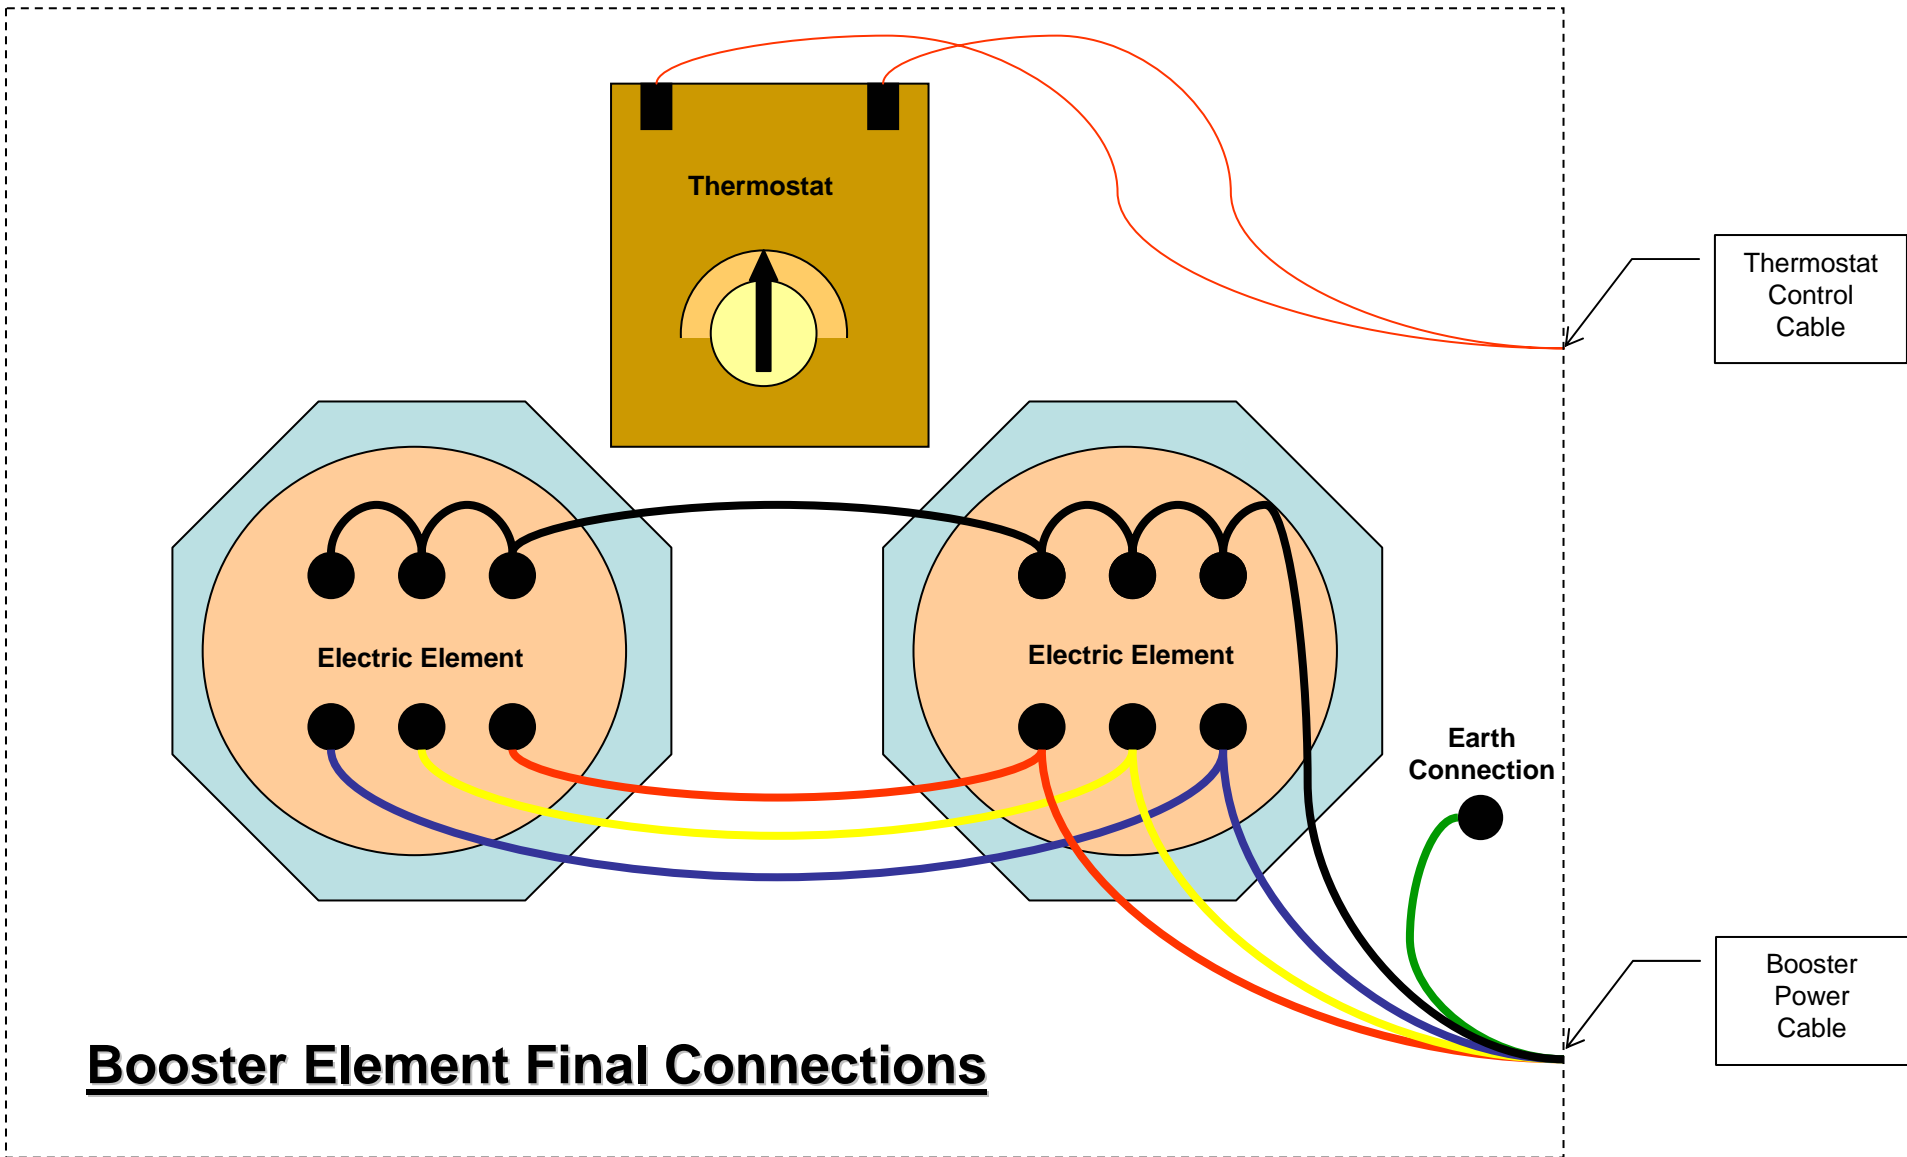 Thermostat
Thermostat
Control
Cable
Electric Element
Electric Element
Earth
Connection
Booster
Power
Cable
Booster Element Final Connections